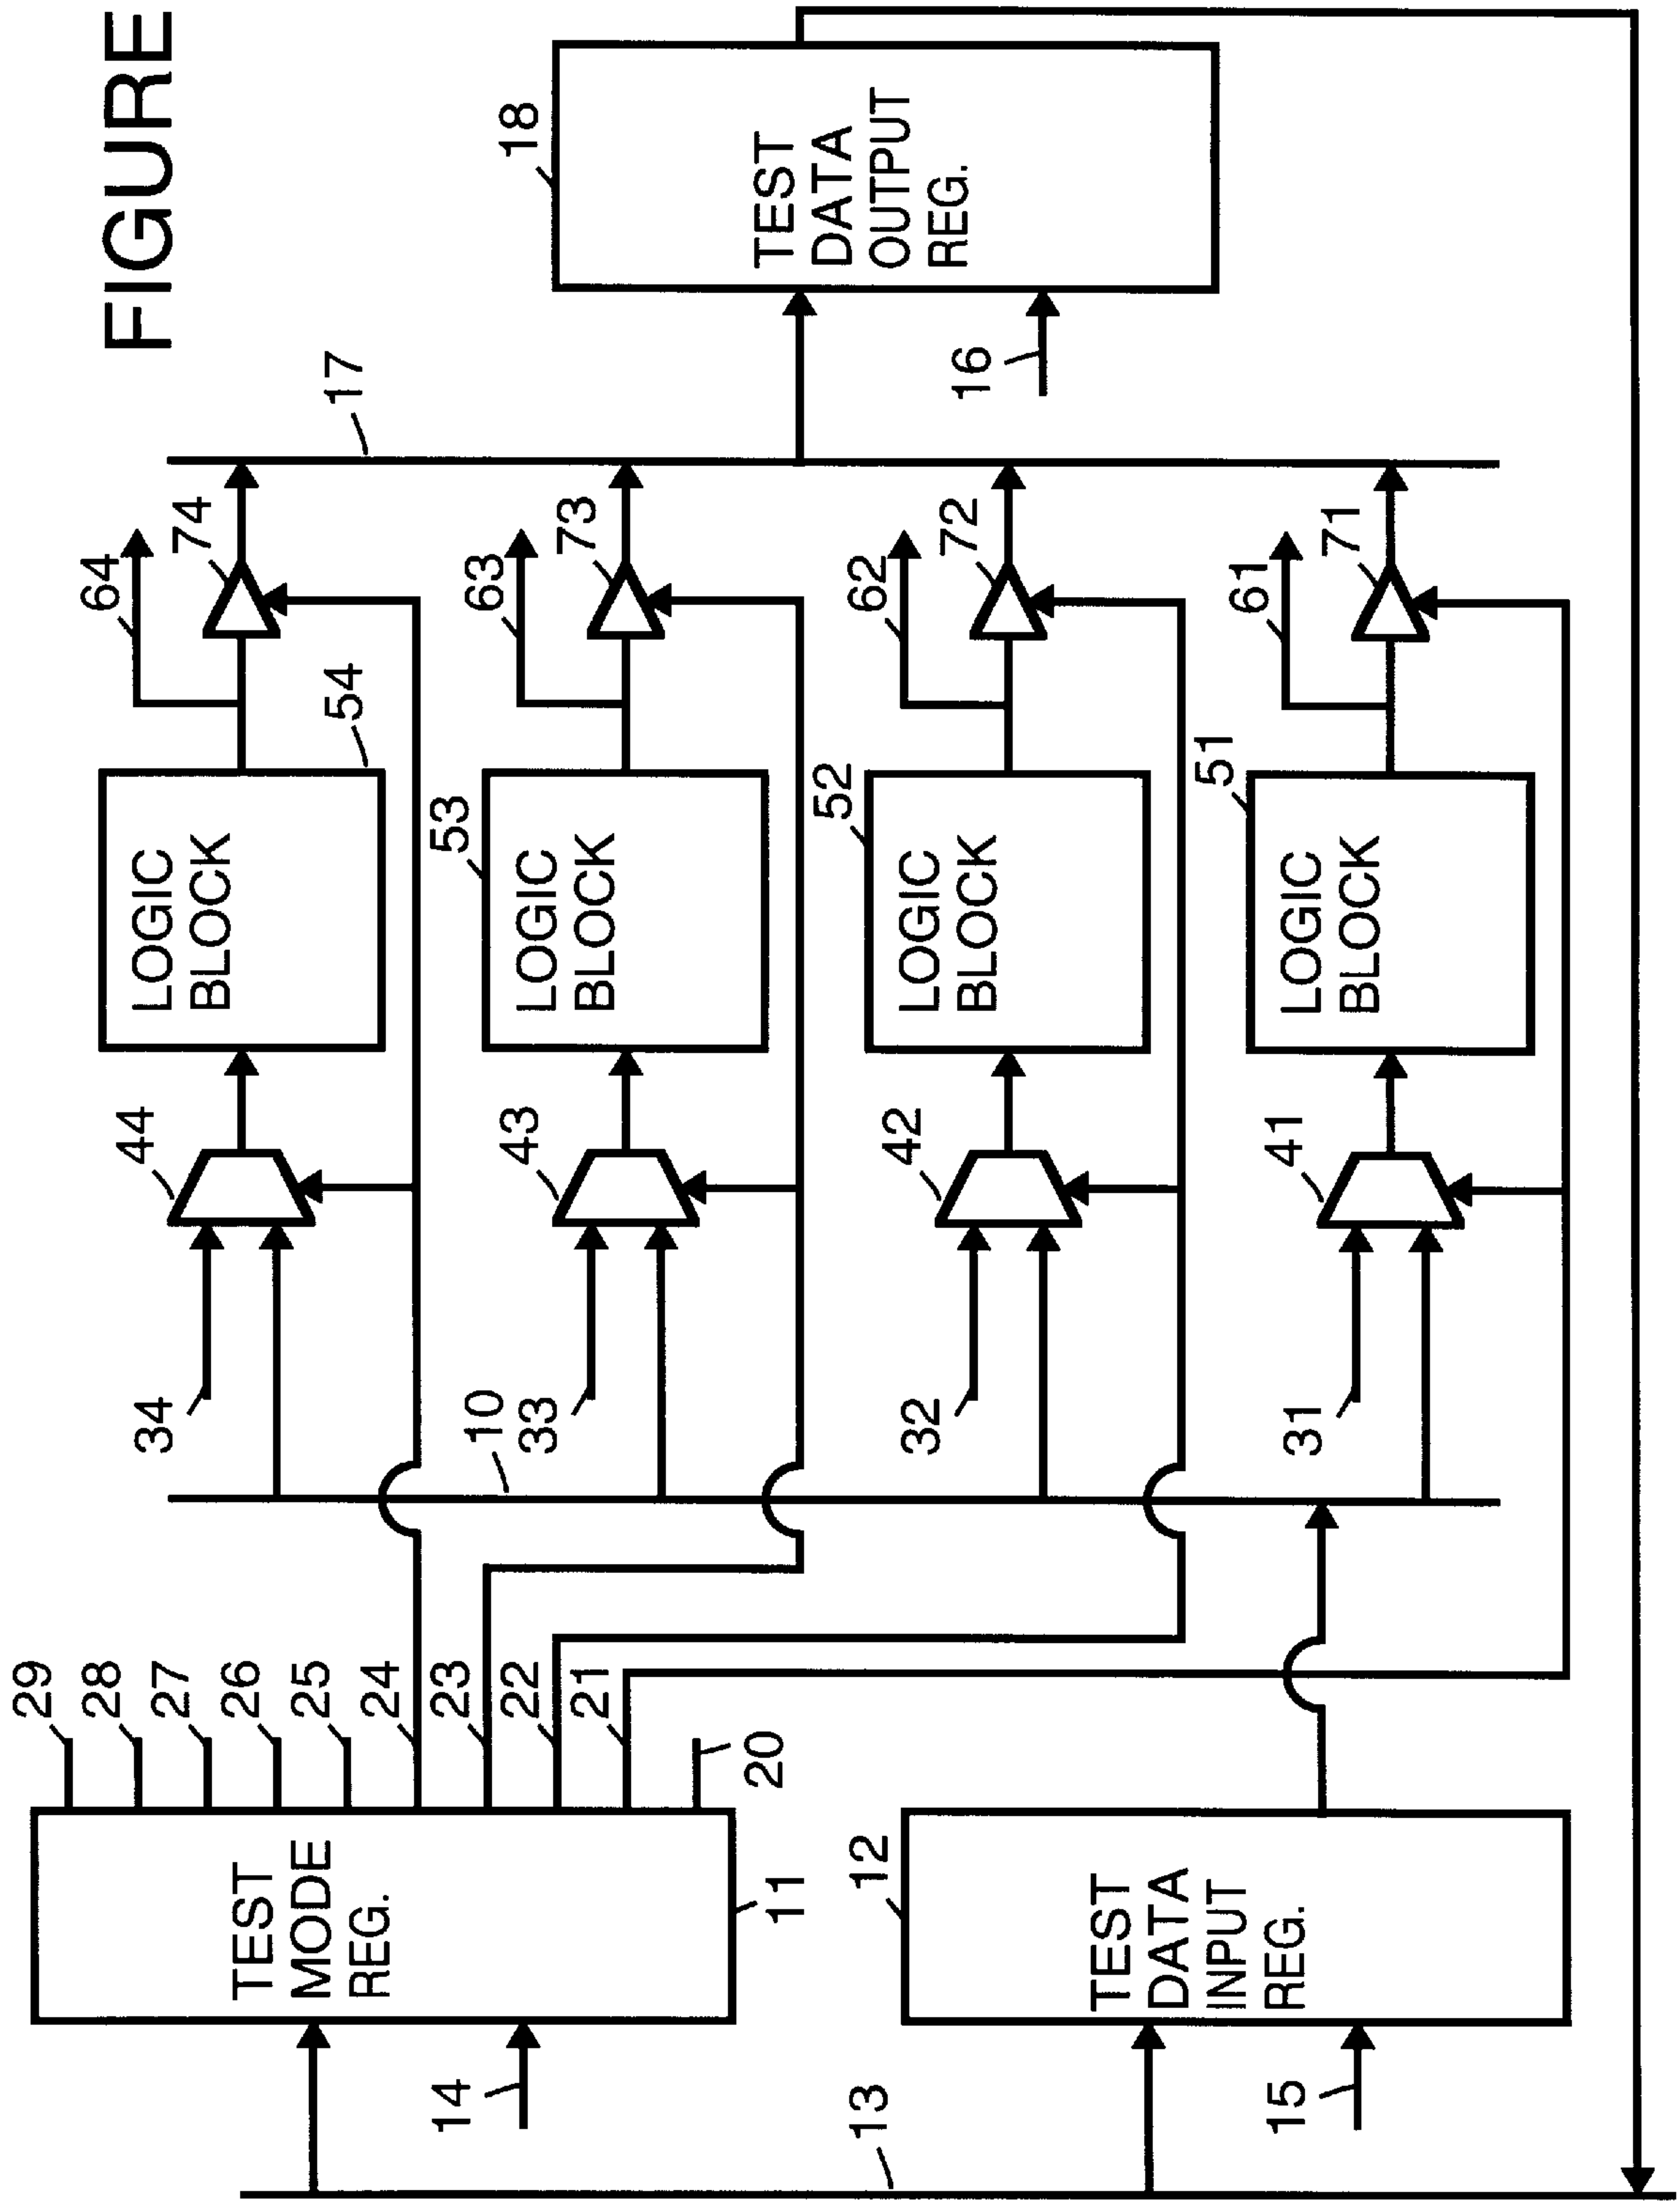 FIGURE
29
28
27
26
25
24
23
22
21
20
TEST
MODE
REG.
11
14
13
12
TEST
DATA
INPUT
REG.
15
10
34
44
LOGIC
BLOCK
54
64
74
33
43
LOGIC
BLOCK
53
63
73
32
42
LOGIC
BLOCK
52
62
72
31
41
LOGIC
BLOCK
51
61
71
17
16
18
TEST
DATA
OUTPUT
REG.